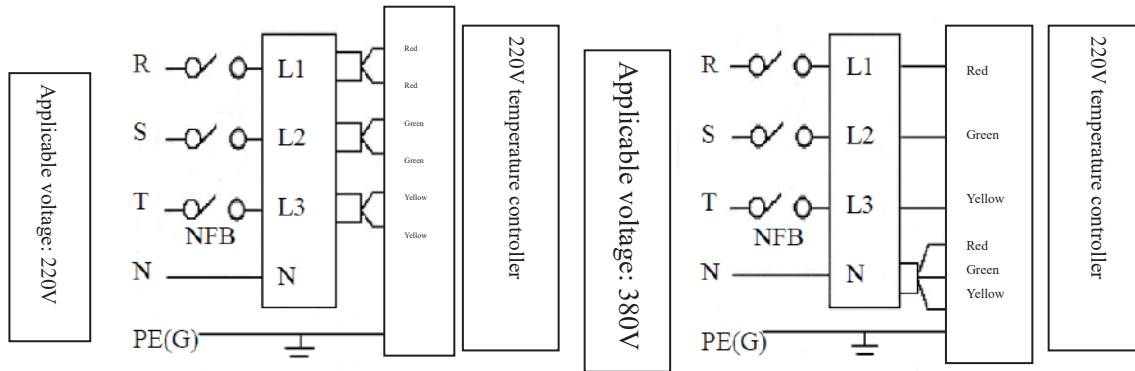 Applicable voltage: 220V
R
L1
Red
Red
S
L2
Green
Green
T
L3
Yellow
Yellow
NFB
N
N
PE(G)
220V temperature controller
Applicable voltage: 380V
R
L1
Red
S
L2
Green
T
L3
Yellow
NFB
Red
N
N
Green
Yellow
PE(G)
220V temperature controller